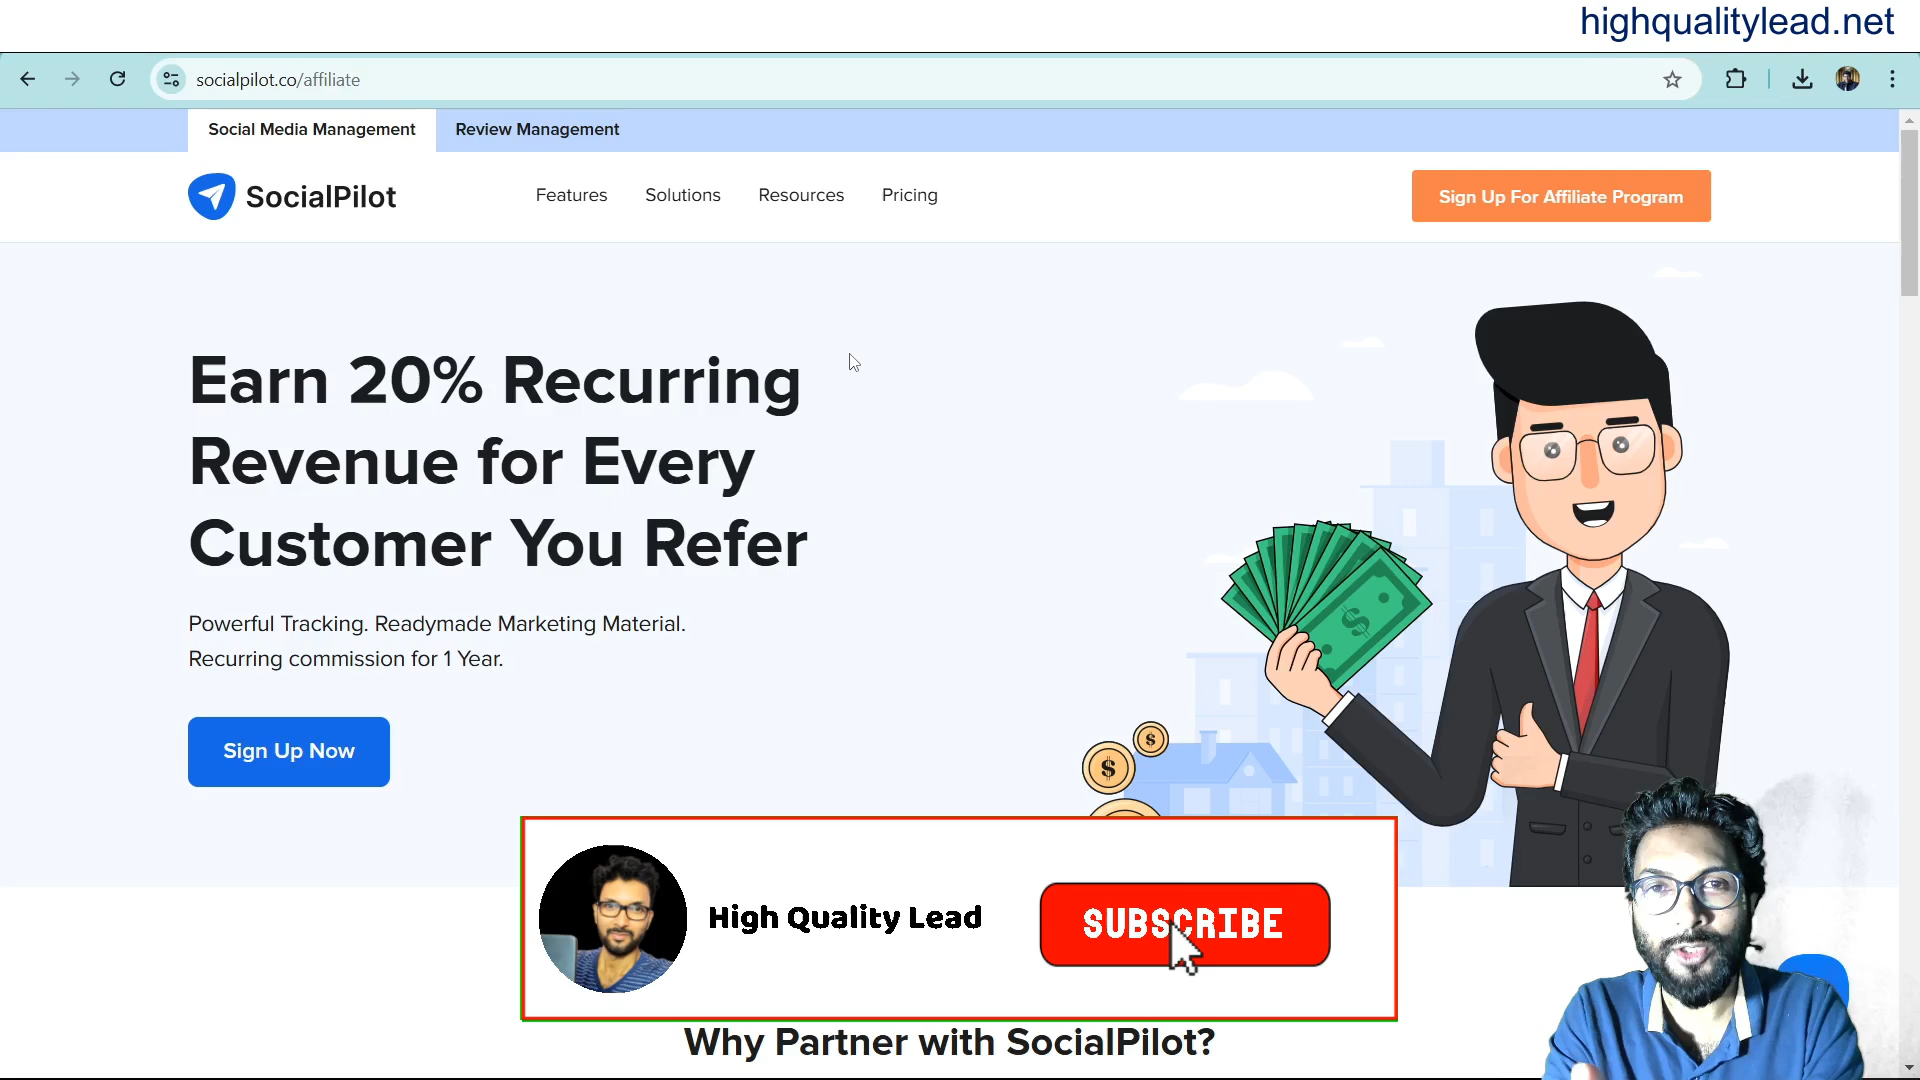 highqualitylead.net
socialpilot.co/affiliate
Social Media Management Review Management
SocialPilot Features Solutions Resources Pricing Sign Up For Affiliate Program
Earn 20% Recurring
Revenue for Every
Customer You Refer
Powerful Tracking. Readymade Marketing Material.
Recurring commission for 1 Year.
Sign Up Now
High Quality Lead SUBSCRIBE
Why Partner with SocialPilot?